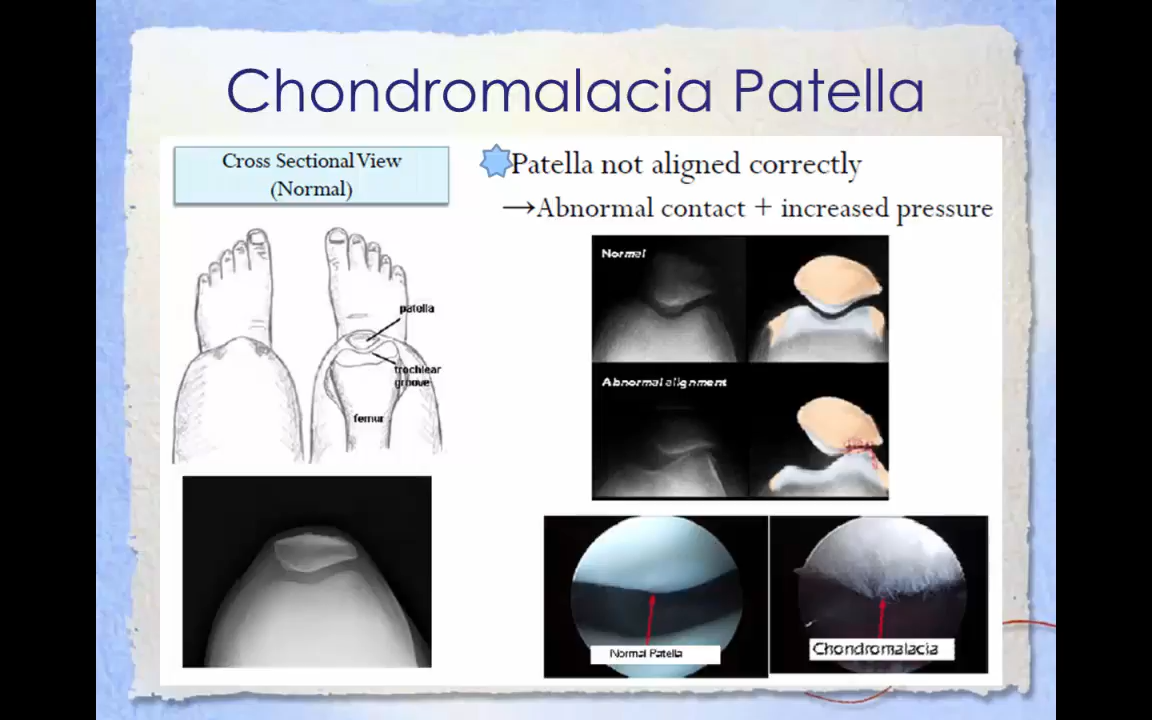 Chondromalacia Patella
Cross Sectional View
(Normal)
Patella not aligned correctly
→Abnormal contact + increased pressure
patella
trochlear
groove
femur
Normal
Abnormal alignment
Normal Patella
Chondromalacia